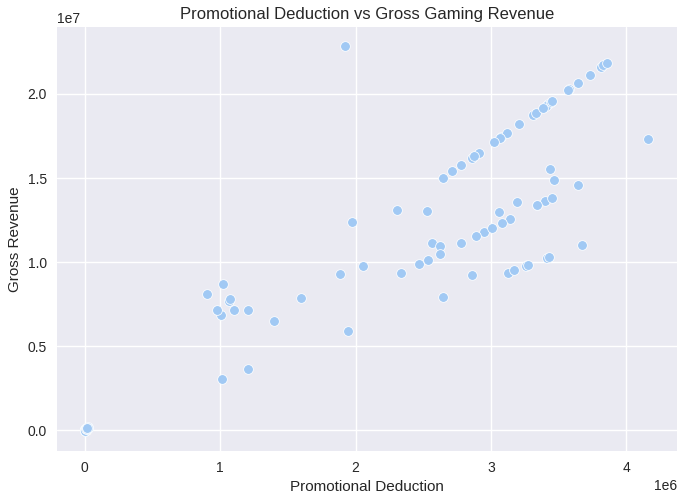 Promotional Deduction vs Gross Gaming Revenue
1e7
2.0
1.5
1.0
0.5
0.0
Gross Revenue
0 1 2 3 4
1e6
Promotional Deduction